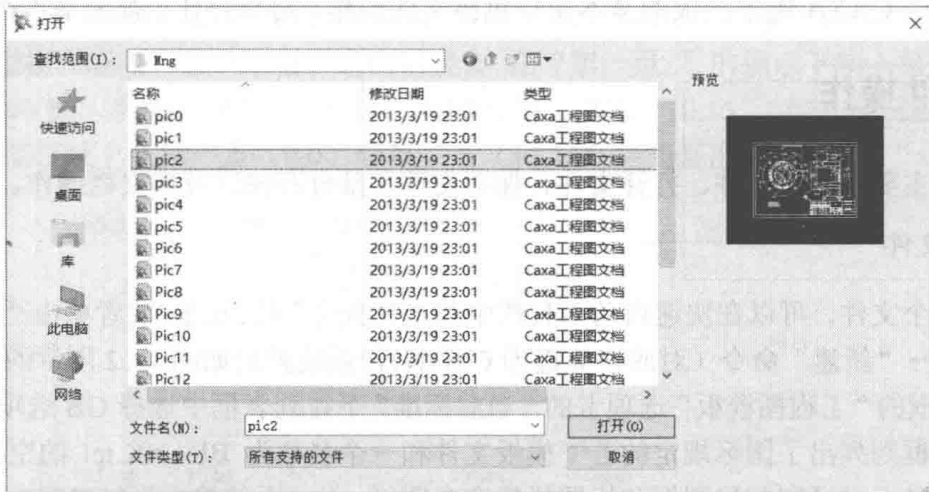 打开
查找范围(I):
Mng
预览
名称
修改日期
类型
快速访问
桌面
库
此电脑
网络
pic0 2013/3/19 23:01 Caxa工程图文档
pic1 2013/3/19 23:01 Caxa工程图文档
pic2 2013/3/19 23:01 Caxa工程图文档
pic3 2013/3/19 23:01 Caxa工程图文档
pic4 2013/3/19 23:01 Caxa工程图文档
pic5 2013/3/19 23:01 Caxa工程图文档
Pic6 2013/3/19 23:01 Caxa工程图文档
Pic7 2013/3/19 23:01 Caxa工程图文档
Pic8 2013/3/19 23:01 Caxa工程图文档
Pic9 2013/3/19 23:01 Caxa工程图文档
Pic10 2013/3/19 23:01 Caxa工程图文档
Pic11 2013/3/19 23:01 Caxa工程图文档
Pic12 2013/3/19 23:01 Caxa工程图文档
文件名(N): pic2 打开(O)
文件类型(T): 所有支持的文件 取消